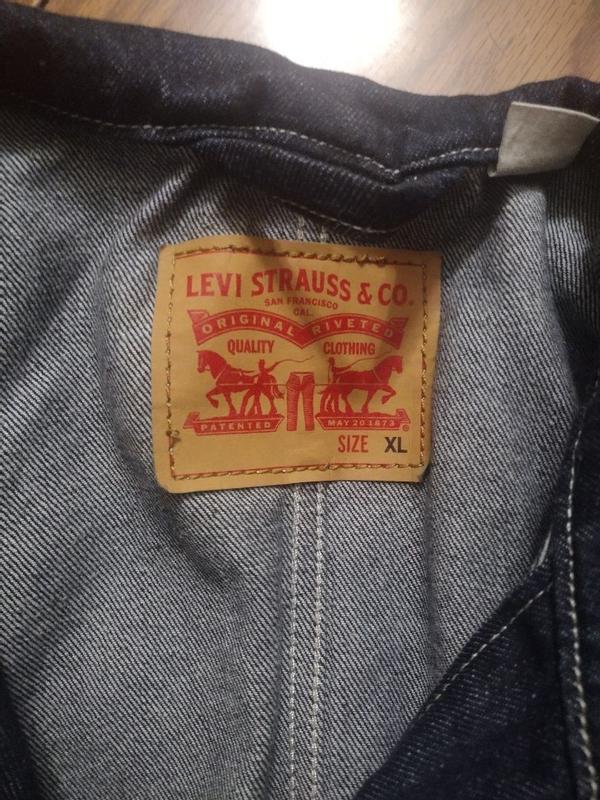 LEVI STRAUSS & CO.
SAN FRANCISCO
CAL.
ORIGINAL RIVETED
QUALITY CLOTHING
PATENTED MAY 20 1873
®
SIZE XL